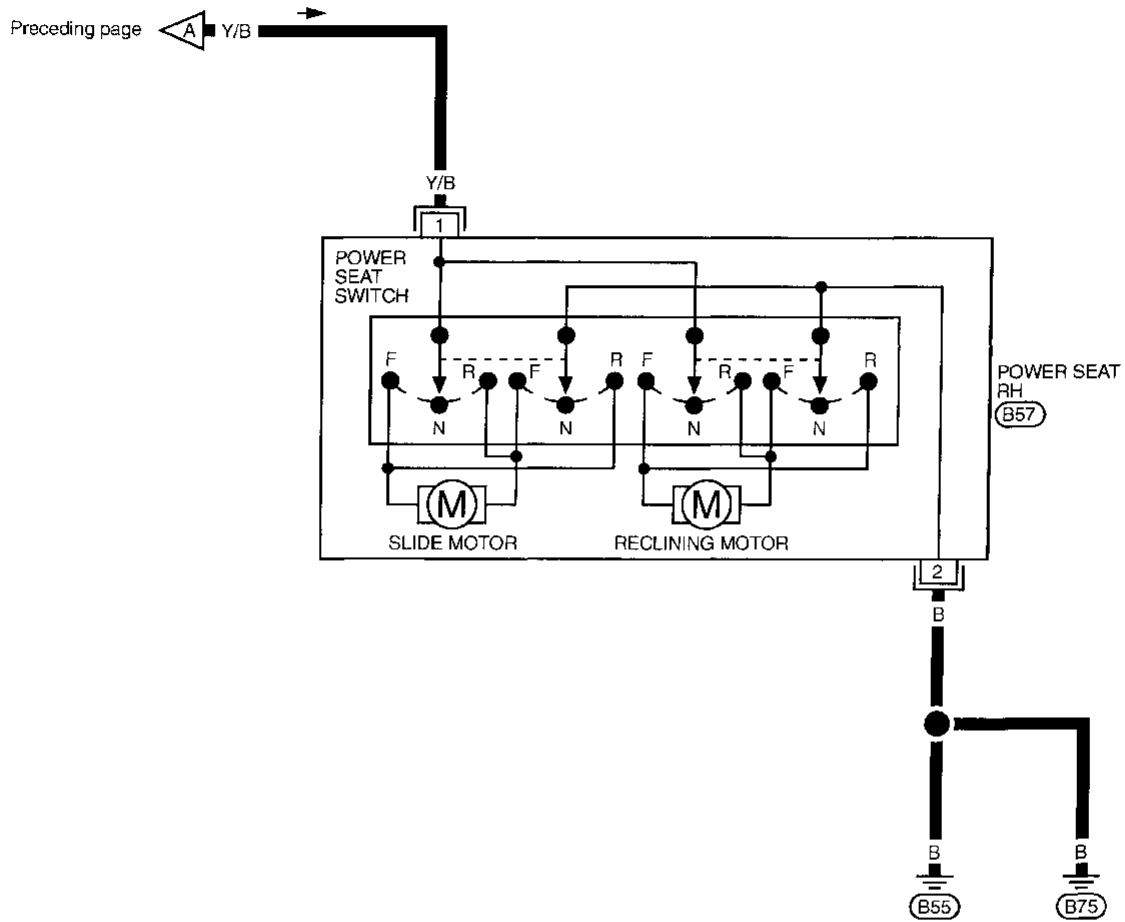 Preceding page A Y/B
Y/B
1
POWER
SEAT
SWITCH
F R F R F R F R
N N N N
POWER SEAT
RH
B57
M M
SLIDE MOTOR RECLINING MOTOR
2
B
B B
B55 B75